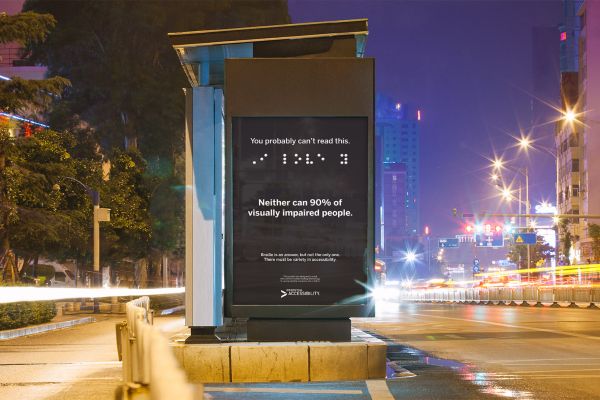 You probably can't read this.
⠠⠊ ⠇⠕⠧⠑ ⠽
Neither can 90% of
visually impaired people.
Braille is an answer, but not the only one.
There must be variety in accessibility.
ESSENTIAL
ACCESSIBILITY.